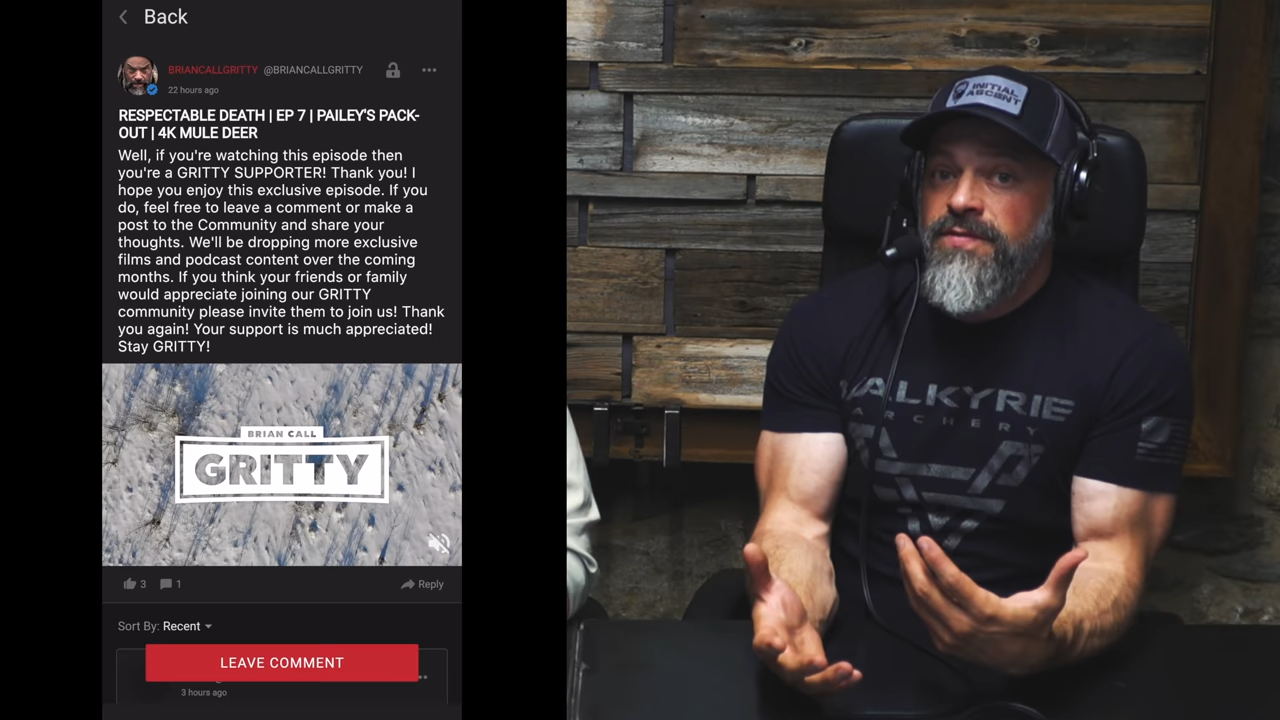 Back
BRIANCALLGRITTY @BRIANCALLGRITTY
22 hours ago
RESPECTABLE DEATH | EP 7 | PAILEY'S PACK-
OUT | 4K MULE DEER
Well, if you're watching this episode then
you're a GRITTY SUPPORTER! Thank you! I
hope you enjoy this exclusive episode. If you
do, feel free to leave a comment or make a
post to the Community and share your
thoughts. We'll be dropping more exclusive
films and podcast content over the coming
months. If you think your friends or family
would appreciate joining our GRITTY
community please invite them to join us! Thank
you again! Your support is much appreciated!
Stay GRITTY!
BRIAN CALL
GRITTY
3 1 Reply
Sort By: Recent
LEAVE COMMENT
3 hours ago
INITIAL
ASCENT
VALKYRIE
ARCHERY